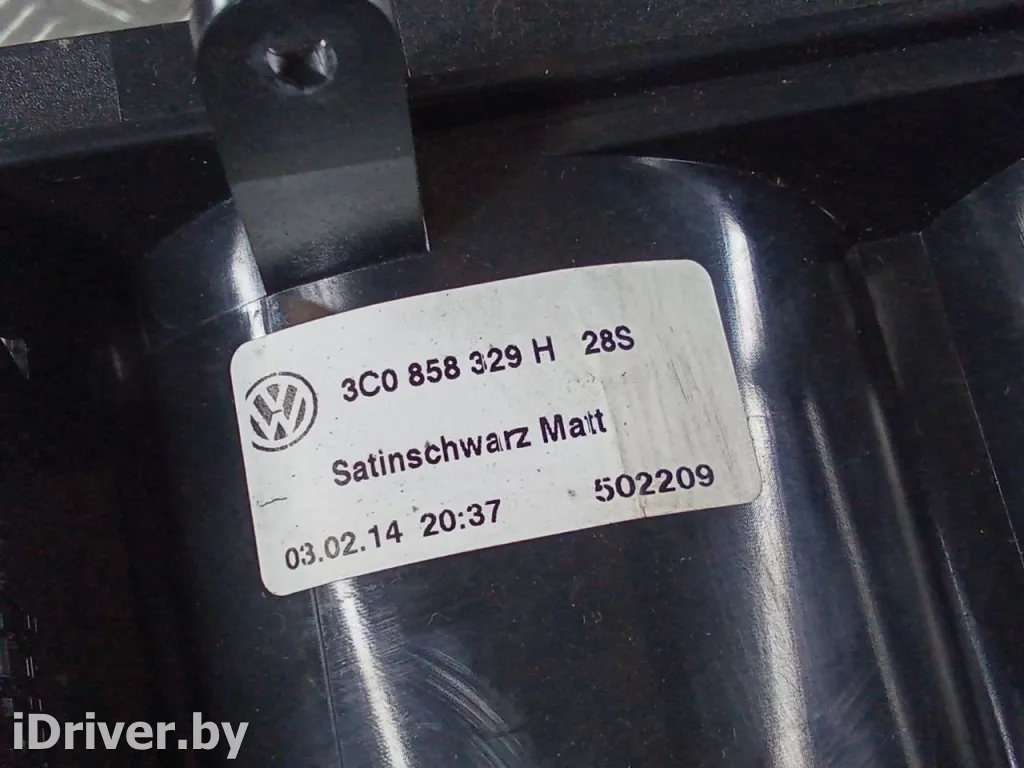 3C0 858 329 H 28S
Satinschwarz Matt
03.02.14 20:37 502209
iDriver.by